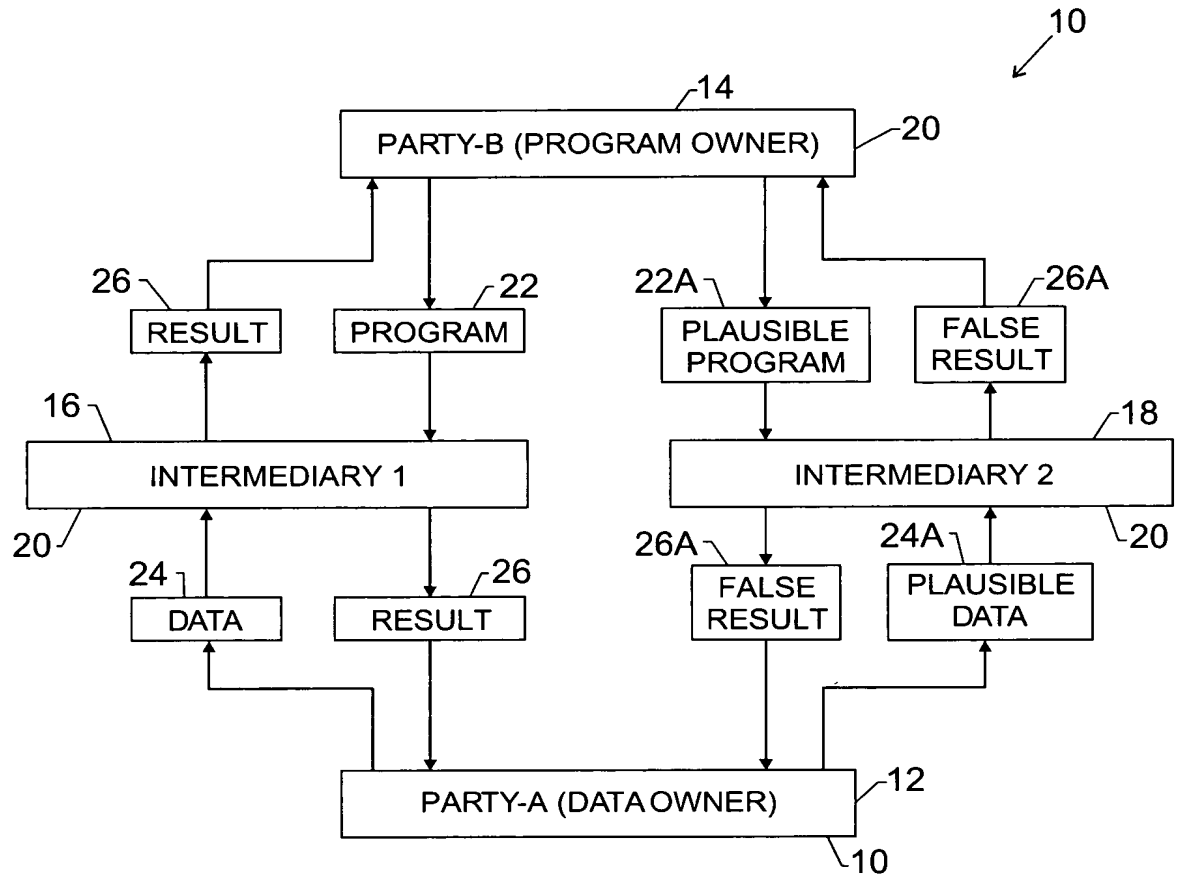 10
14
PARTY-B (PROGRAM OWNER)
20
26
22
22A
26A
RESULT
PROGRAM
PLAUSIBLE
PROGRAM
FALSE
RESULT
16
18
INTERMEDIARY 1
INTERMEDIARY 2
20
24
26
26A
24A
20
DATA
RESULT
FALSE
RESULT
PLAUSIBLE
DATA
PARTY-A (DATA OWNER)
12
10